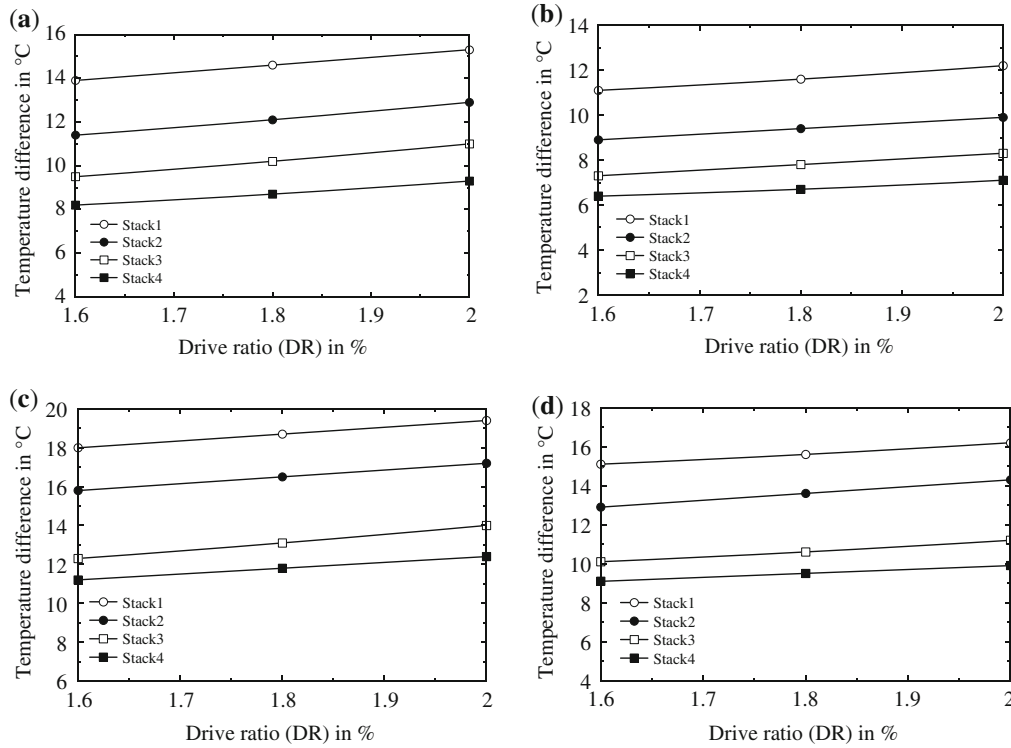 (a)
16
14
12
10
8
6
4
Temperature difference in °C
Stack1
Stack2
Stack3
Stack4
1.6
1.7
1.8
1.9
2
Drive ratio (DR) in %
(b)
14
12
10
8
6
4
2
Temperature difference in °C
Stack1
Stack2
Stack3
Stack4
1.6
1.7
1.8
1.9
2
Drive ratio (DR) in %
(c)
20
18
16
14
12
10
8
6
Temperature difference in °C
Stack1
Stack2
Stack3
Stack4
1.6
1.7
1.8
1.9
2
Drive ratio (DR) in %
(d)
18
16
14
12
10
8
6
4
Temperature difference in °C
Stack1
Stack2
Stack3
Stack4
1.6
1.7
1.8
1.9
2
Drive ratio (DR) in %